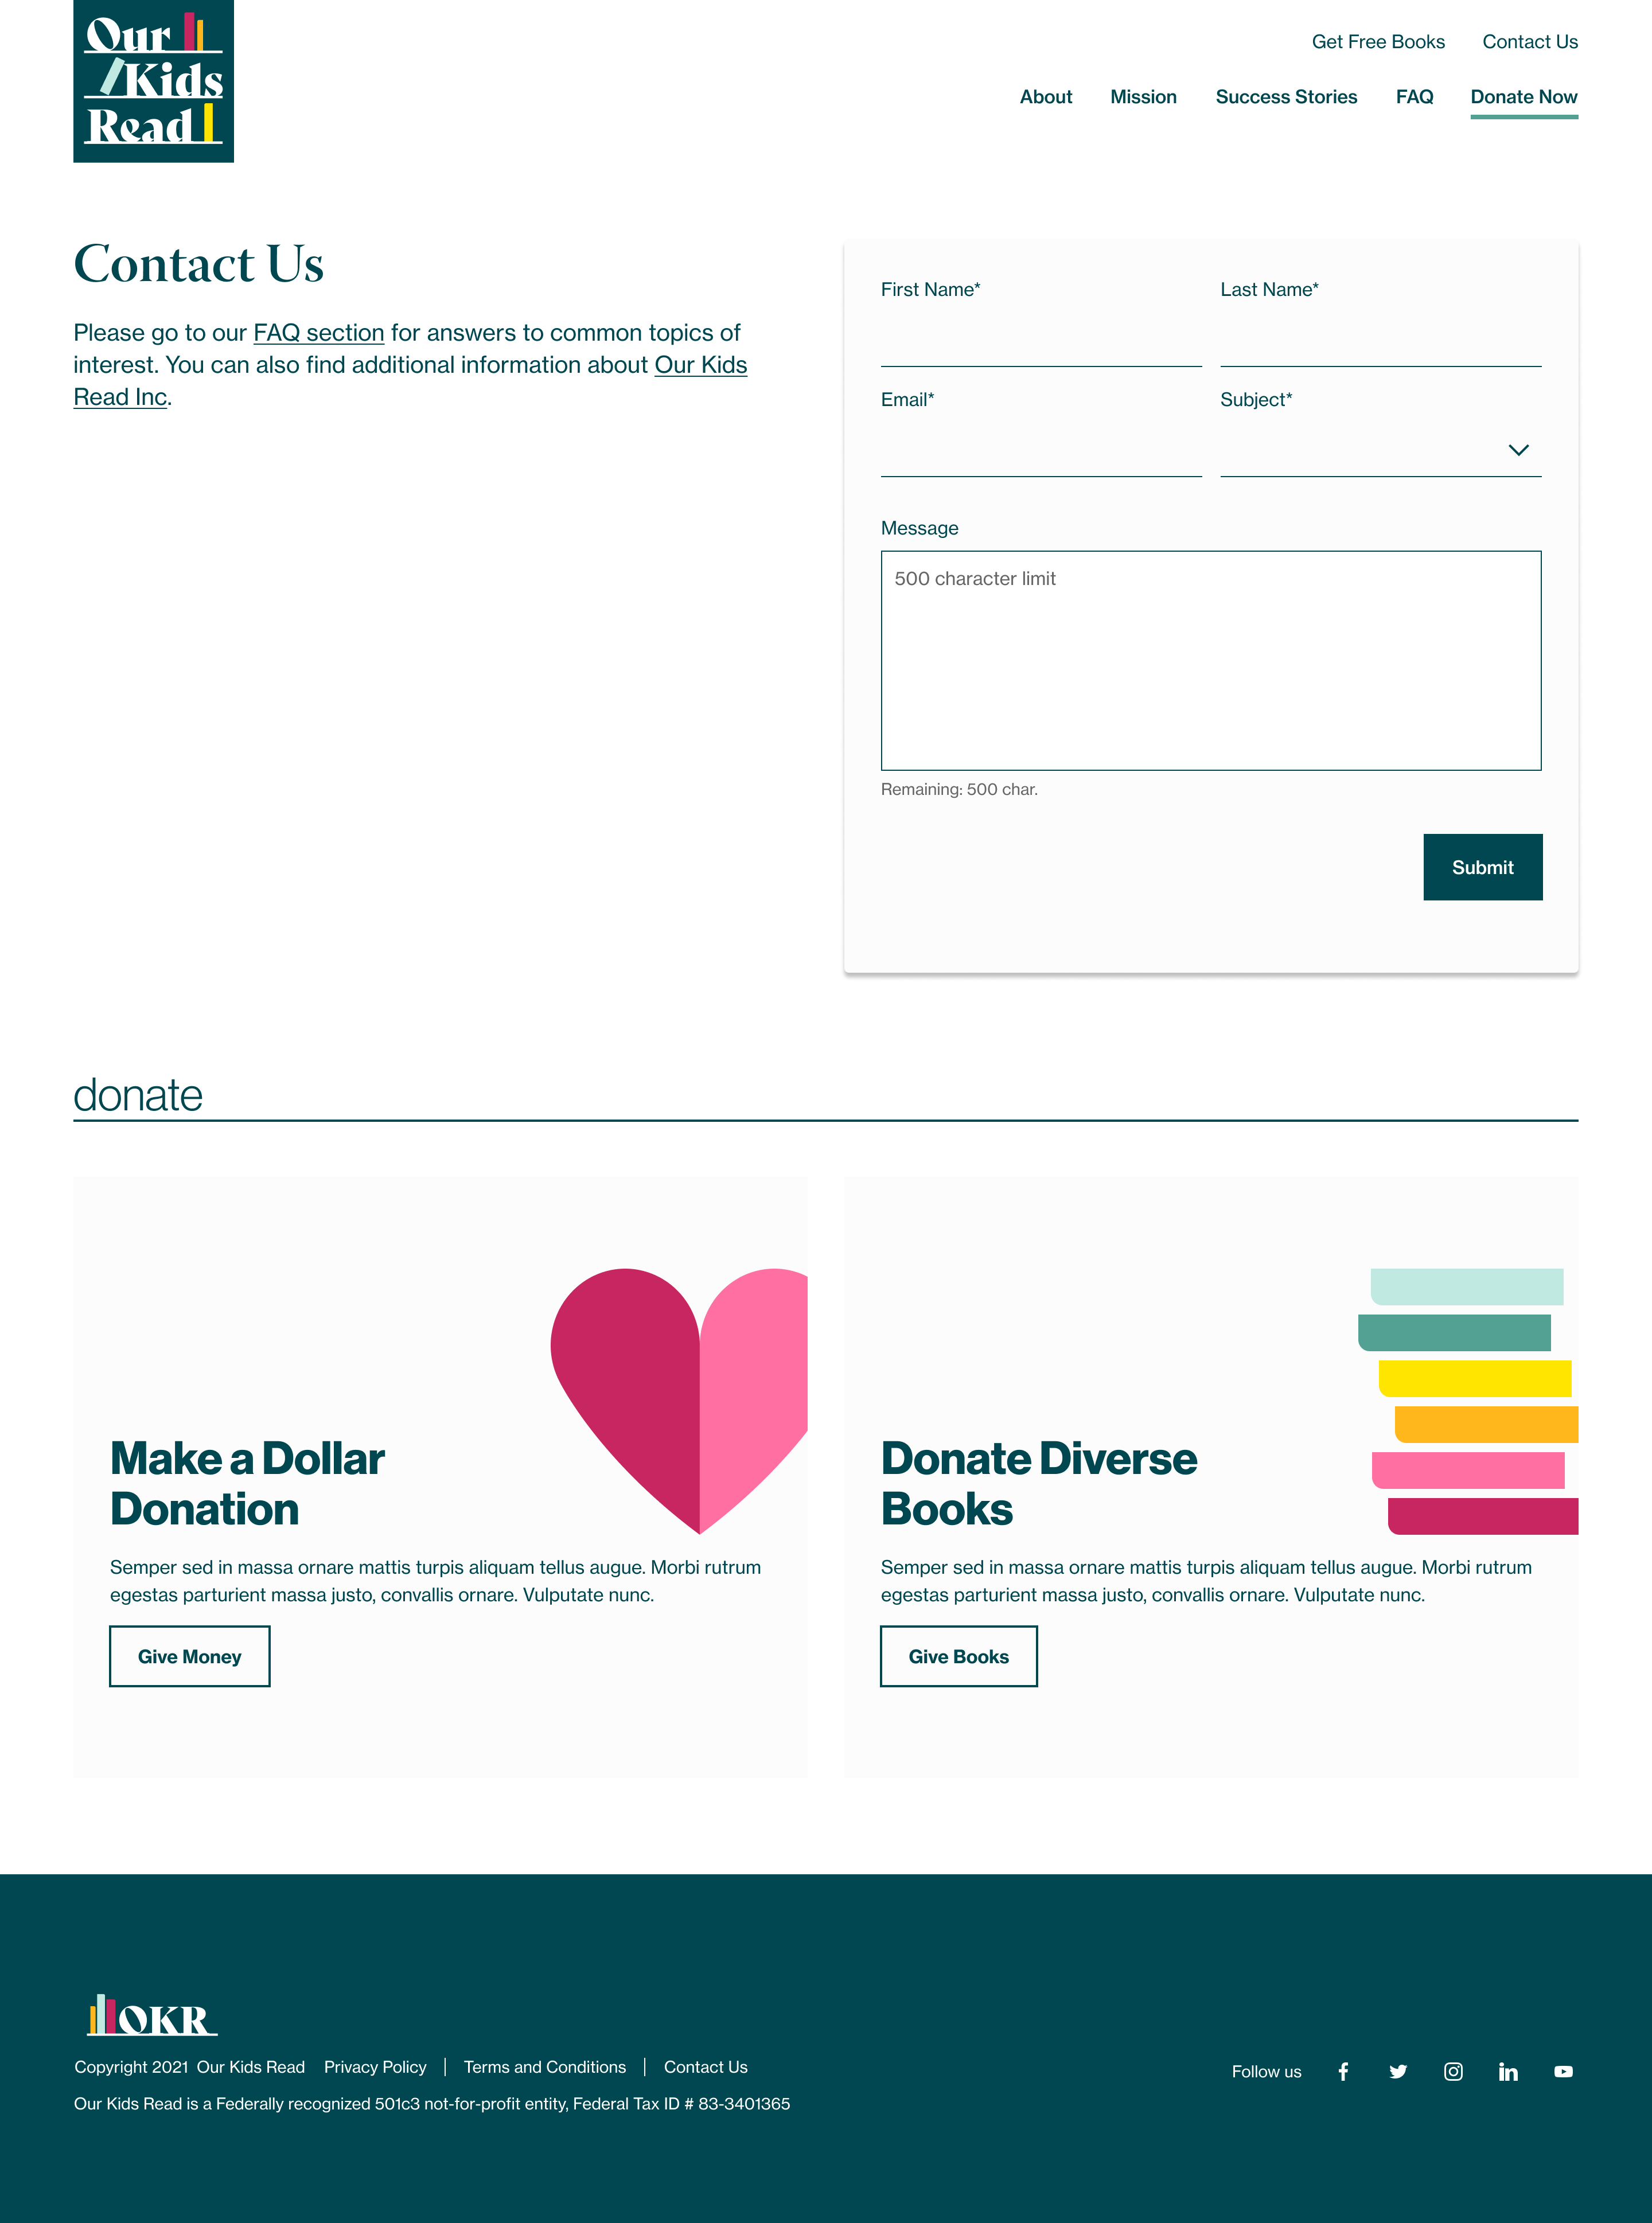 Our
Kids
Read
Get Free Books Contact Us
About Mission Success Stories FAQ Donate Now
Contact Us
Please go to our FAQ section for answers to common topics of
interest. You can also find additional information about Our Kids
Read Inc.
First Name* Last Name*
Email* Subject*
Message
500 character limit
Remaining: 500 char.
Submit
donate
Make a Dollar
Donation
Semper sed in massa ornare mattis turpis aliquam tellus augue. Morbi rutrum
egestas parturient massa justo, convallis ornare. Vulputate nunc.
Give Money
Donate Diverse
Books
Semper sed in massa ornare mattis turpis aliquam tellus augue. Morbi rutrum
egestas parturient massa justo, convallis ornare. Vulputate nunc.
Give Books
OKR
Copyright 2021 Our Kids Read Privacy Policy | Terms and Conditions | Contact Us
Our Kids Read is a Federally recognized 501c3 not-for-profit entity, Federal Tax ID # 83-3401365
Follow us